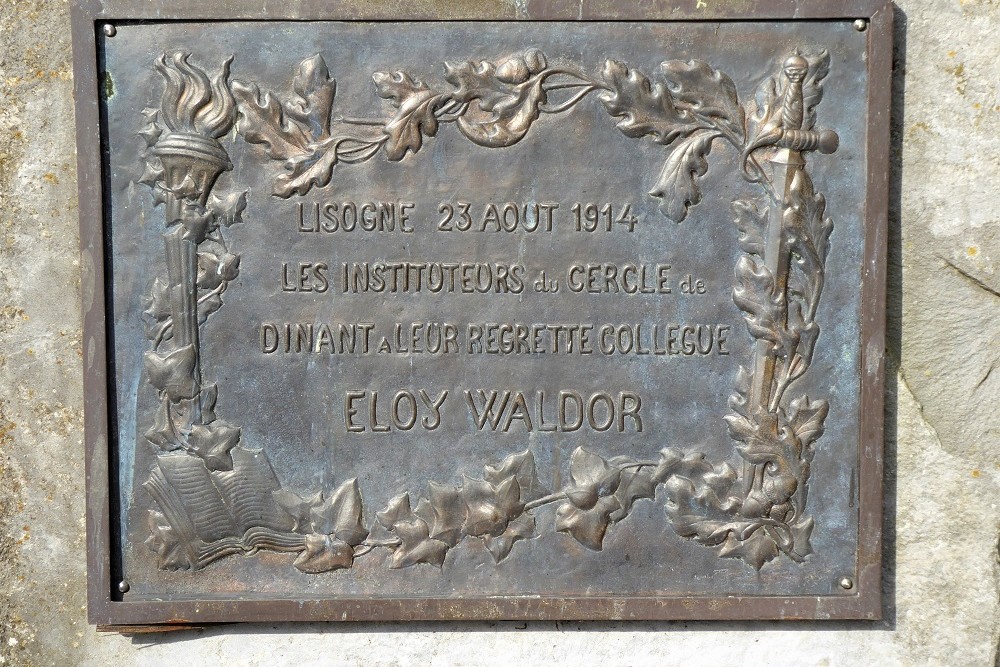 LISOGNE 23 AOUT 1914
LES INSTITUTEURS du CERCLE de
DINANT A LEUR REGRETTE COLLEGUE
ELOY WALDOR